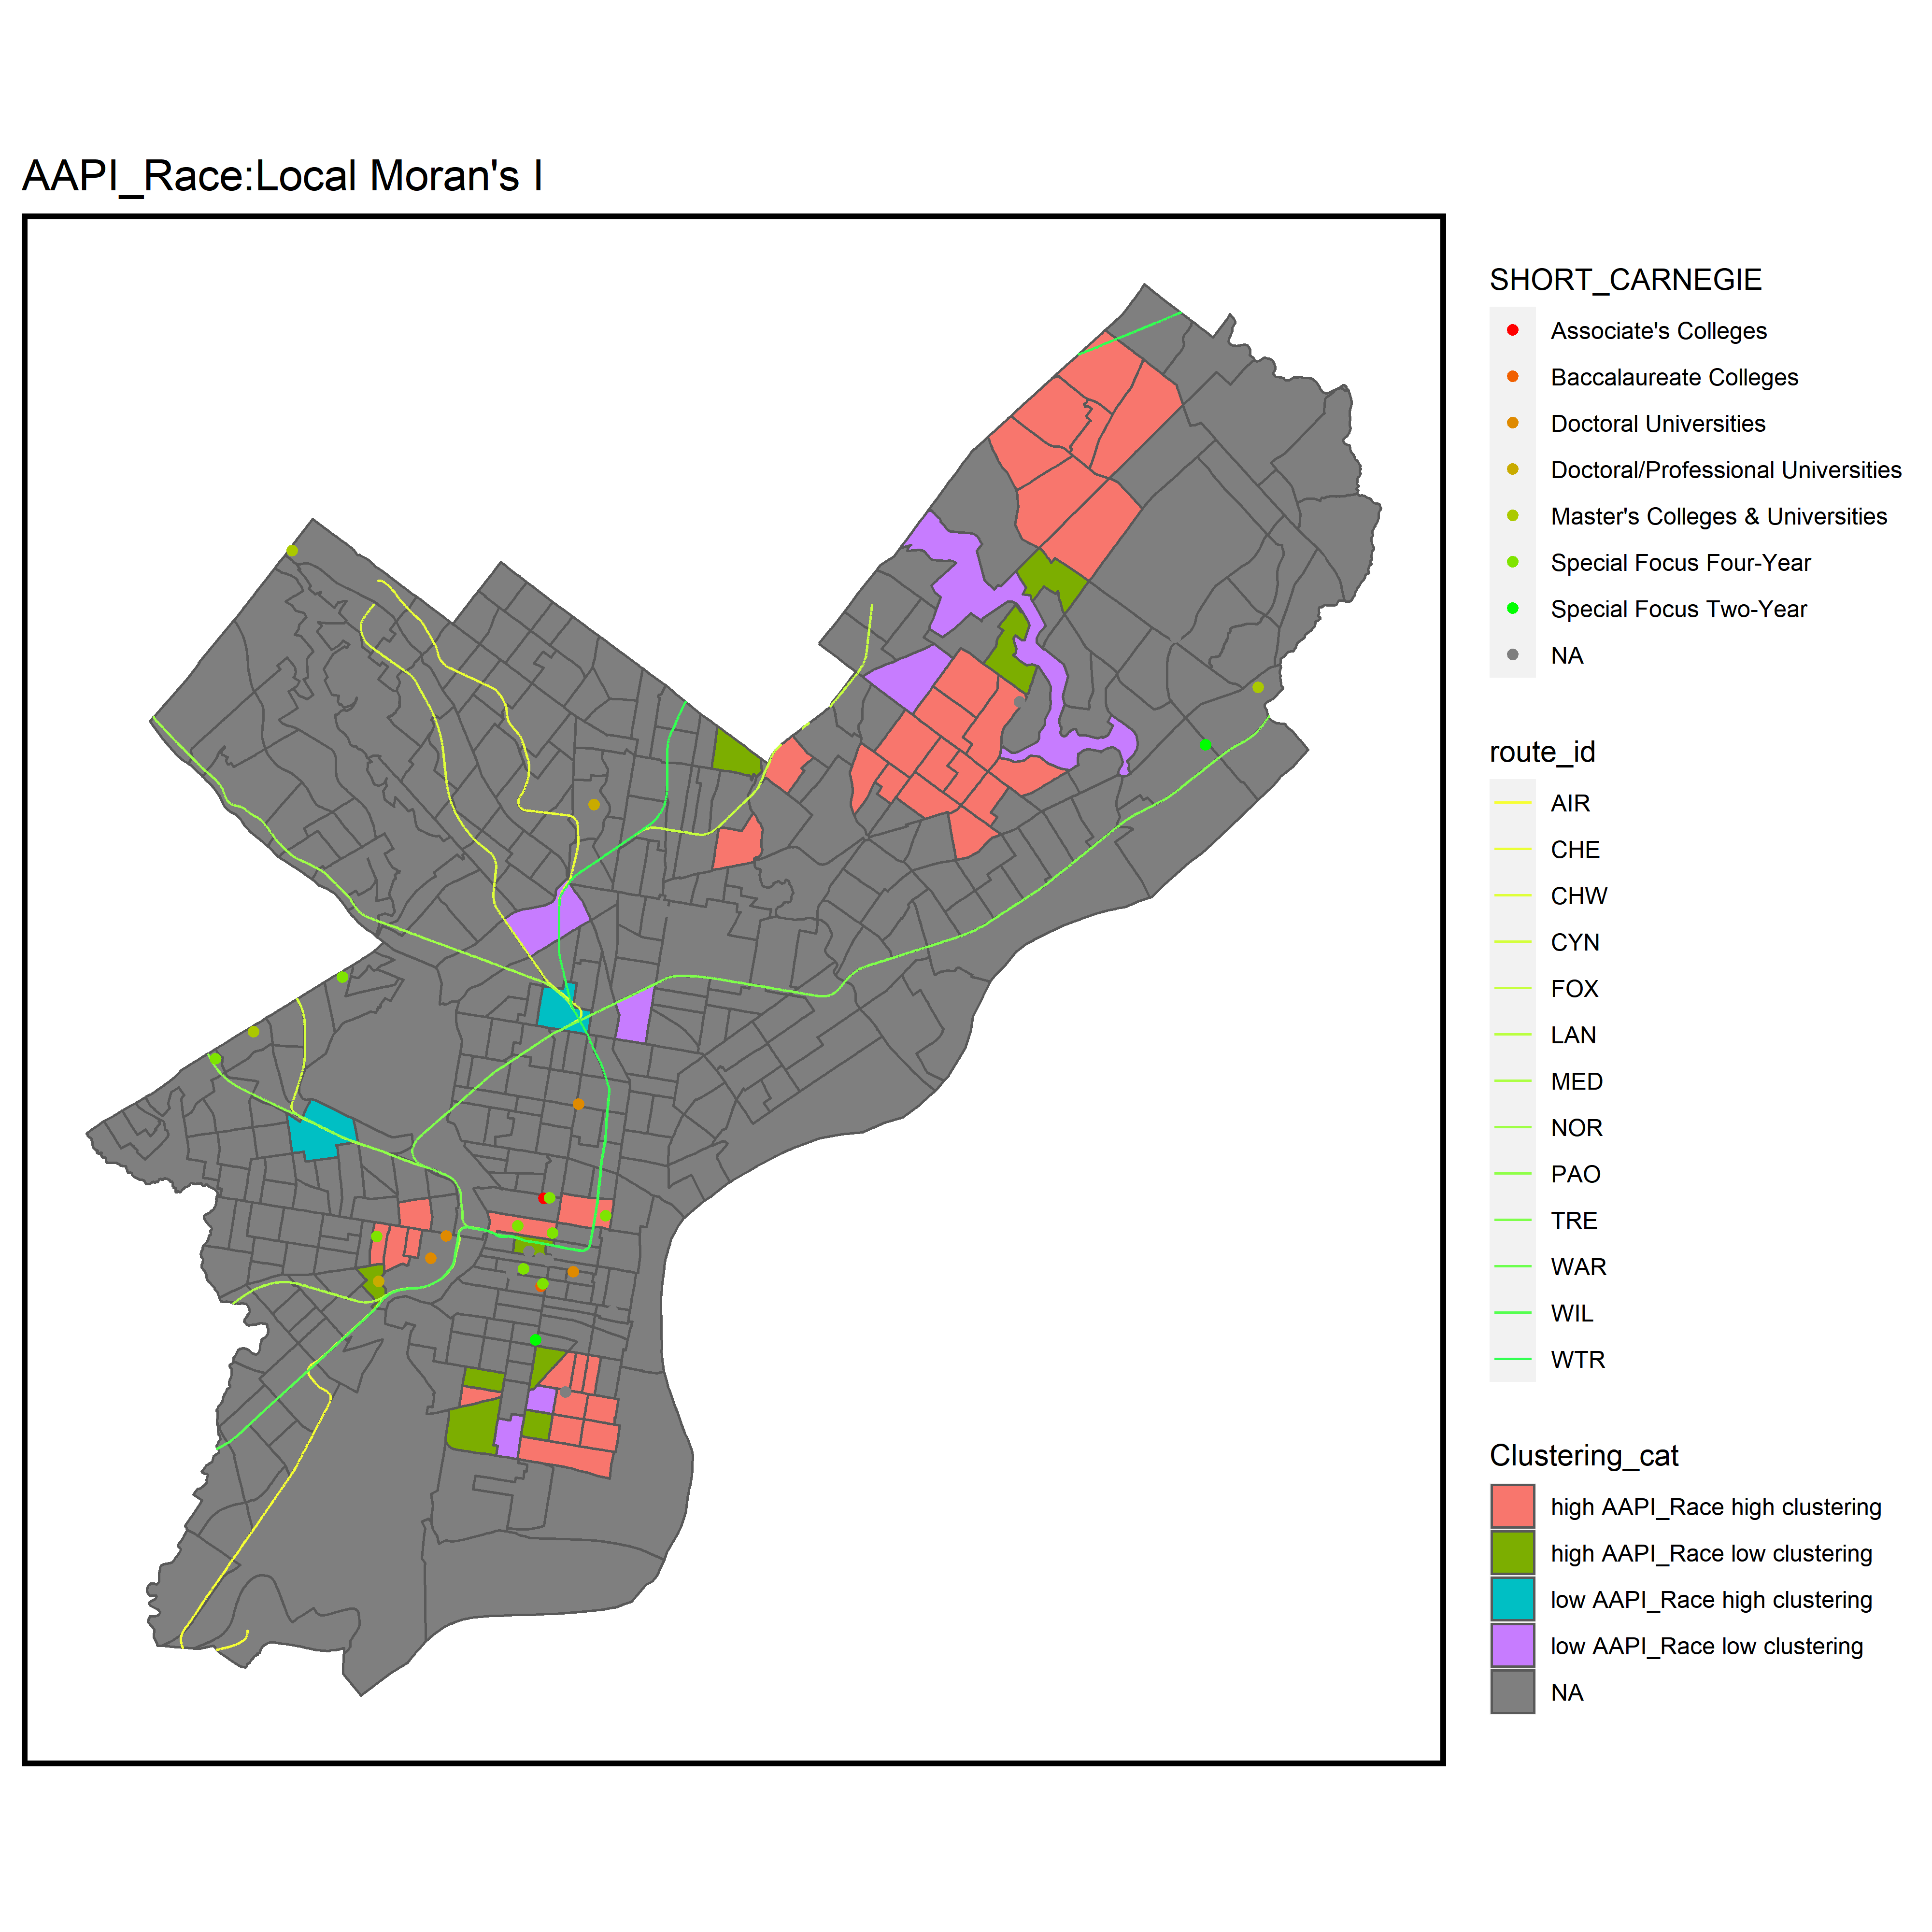 AAPI_Race:Local Moran's I
SHORT_CARNEGIE
Associate's Colleges
Baccalaureate Colleges
Doctoral Universities
Doctoral/Professional Universities
Master's Colleges & Universities
Special Focus Four-Year
Special Focus Two-Year
NA
route_id
AIR
CHE
CHW
CYN
FOX
LAN
MED
NOR
PAO
TRE
WAR
WIL
WTR
Clustering_cat
high AAPI_Race high clustering
high AAPI_Race low clustering
low AAPI_Race high clustering
low AAPI_Race low clustering
NA